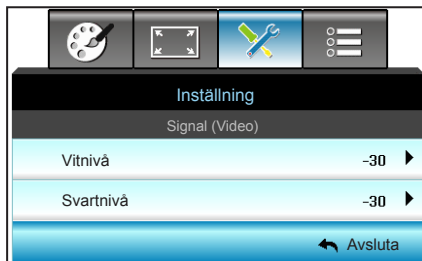 Inställning
Signal (Video)
Vitnivå -30
Svartnivå -30
Avsluta